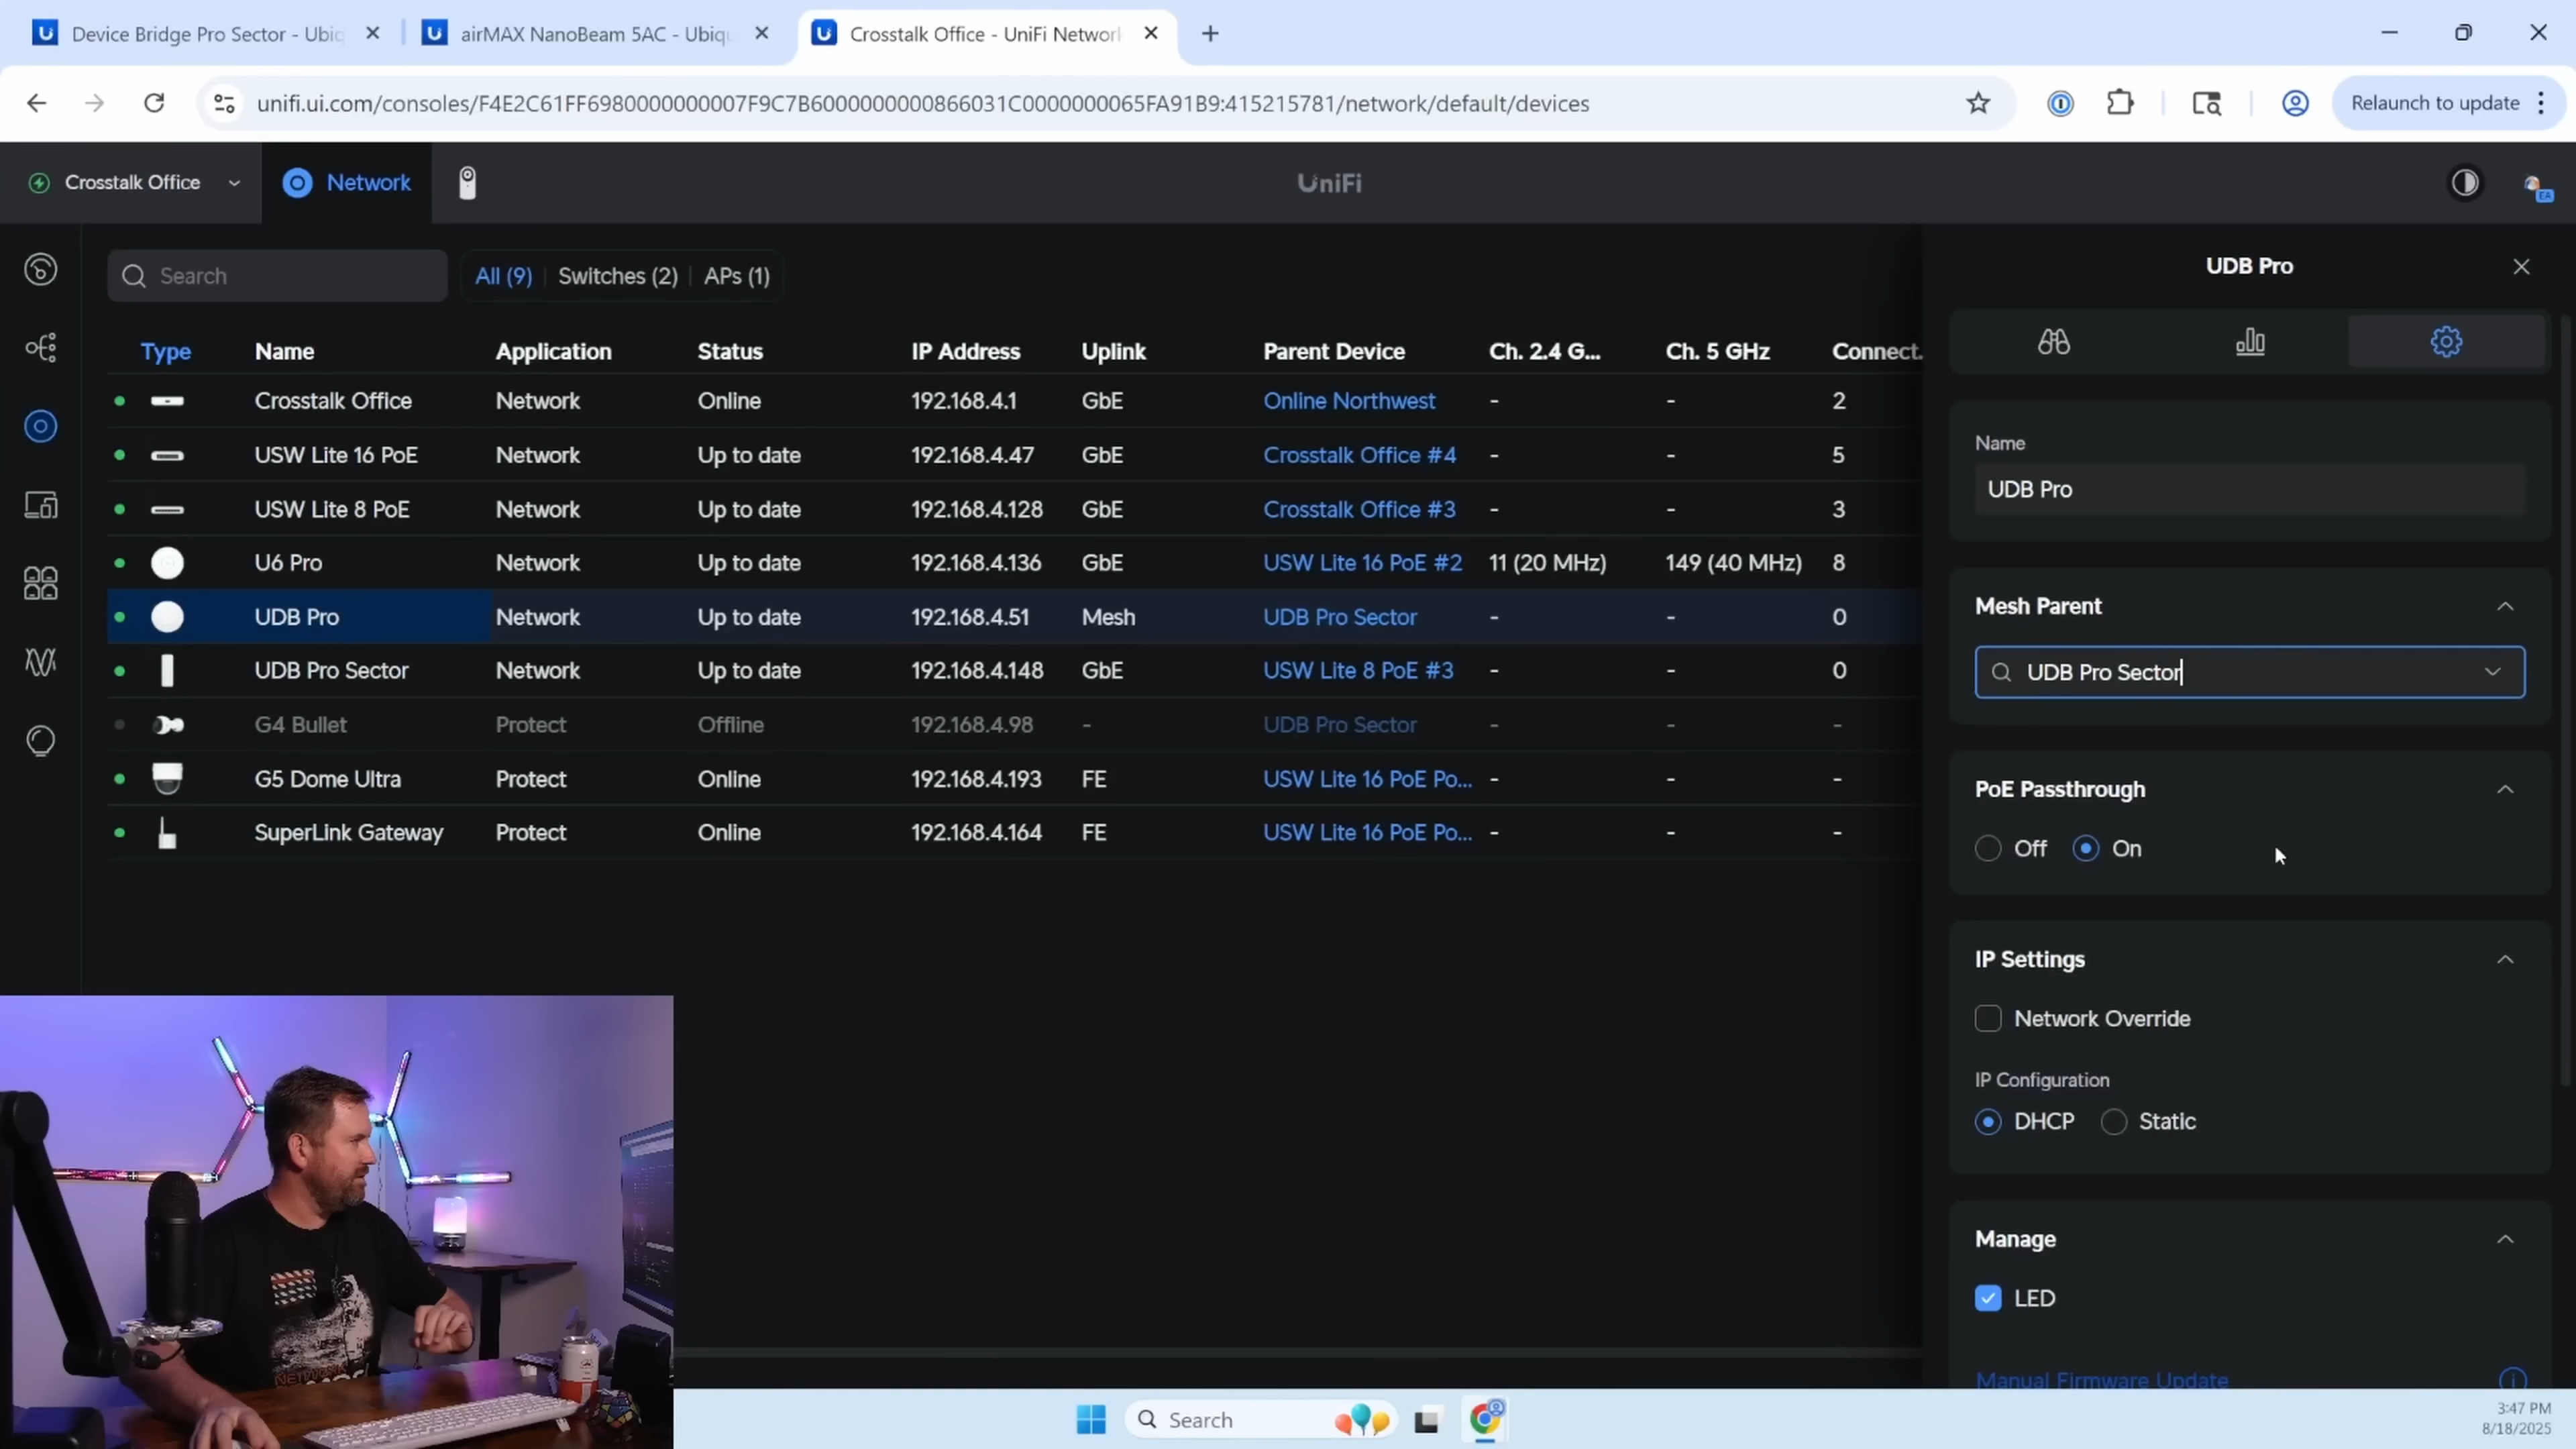 Device Bridge Pro Sector - Ubiq
airMAX NanoBeam 5AC - Ubiqu
Crosstalk Office - UniFi Network
unifi.ui.com/consoles/F4E2C61FF6980000000007F9C7B6000000000866031C0000000065FA91B9:415215781/network/default/devices
Relaunch to update
Crosstalk Office
Network
UniFi
EA
Search
All (9) Switches (2) APs (1)
Type Name Application Status IP Address Uplink Parent Device Ch. 2.4 G... Ch. 5 GHz Connect.
Crosstalk Office Network Online 192.168.4.1 GbE Online Northwest - - 2
USW Lite 16 PoE Network Up to date 192.168.4.47 GbE Crosstalk Office #4 - - 5
USW Lite 8 PoE Network Up to date 192.168.4.128 GbE Crosstalk Office #3 - - 3
U6 Pro Network Up to date 192.168.4.136 GbE USW Lite 16 PoE #2 11 (20 MHz) 149 (40 MHz) 8
UDB Pro Network Up to date 192.168.4.51 Mesh UDB Pro Sector - - 0
UDB Pro Sector Network Up to date 192.168.4.148 GbE USW Lite 8 PoE #3 - - 0
G4 Bullet Protect Offline 192.168.4.98 - UDB Pro Sector - - -
G5 Dome Ultra Protect Online 192.168.4.193 FE USW Lite 16 PoE Po... - - -
SuperLink Gateway Protect Online 192.168.4.164 FE USW Lite 16 PoE Po... - - -
UDB Pro
Name
UDB Pro
Mesh Parent
UDB Pro Sector
PoE Passthrough
Off On
IP Settings
Network Override
IP Configuration
DHCP Static
Manage
LED
Manual Firmware Update
Search
3:47 PM
8/18/2025